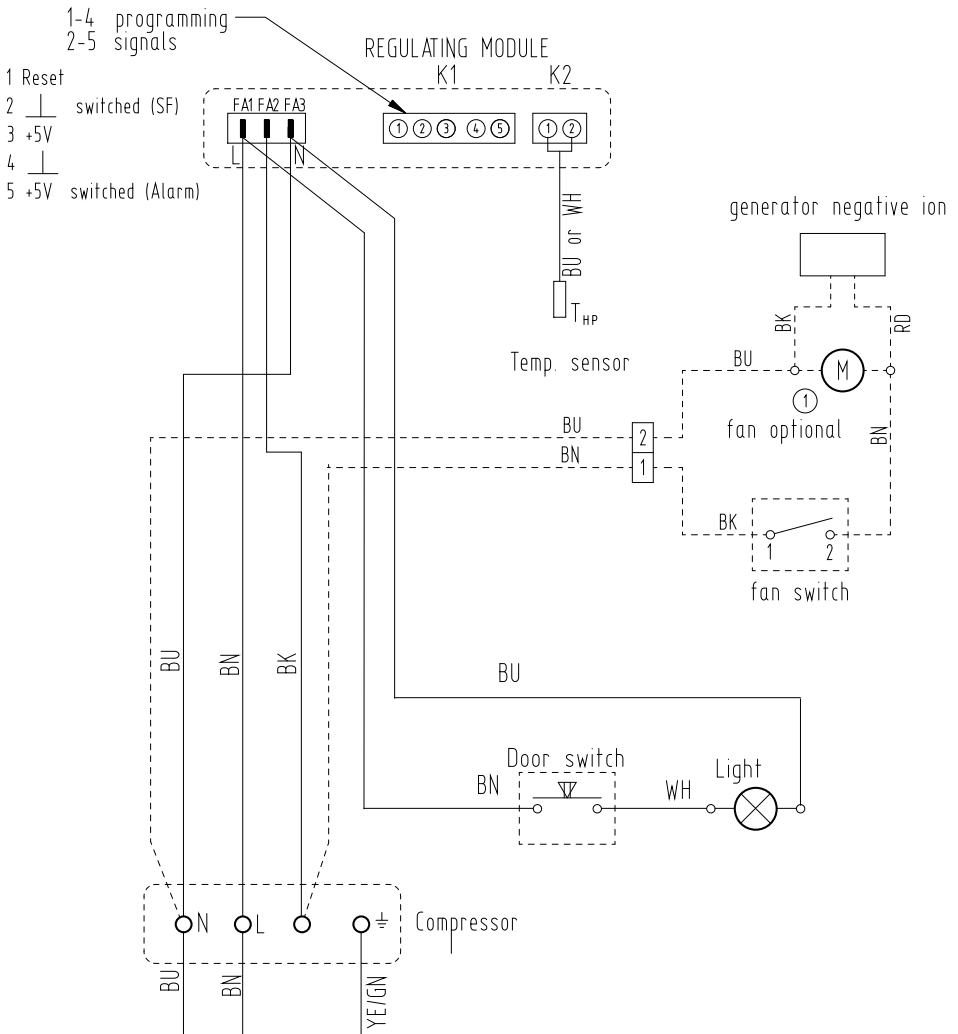 1-4 programming
2-5 signals
REGULATING MODULE
K1 K2
1 Reset
2 switched (SF)
3 +5V
4
5 +5V switched (Alarm)
FA1 FA2 FA3
1 2 3 4 5
1 2
L N
BU or WH
T HP
Temp. sensor
generator negative ion
BK
RD
BU
M
1
fan optional
BN
BU
2
BN
1
BK
1 2
fan switch
BU
BN
BK
BU
Door switch
BN
WH
Light
N
L
Compressor
BU
BN
YE/GN